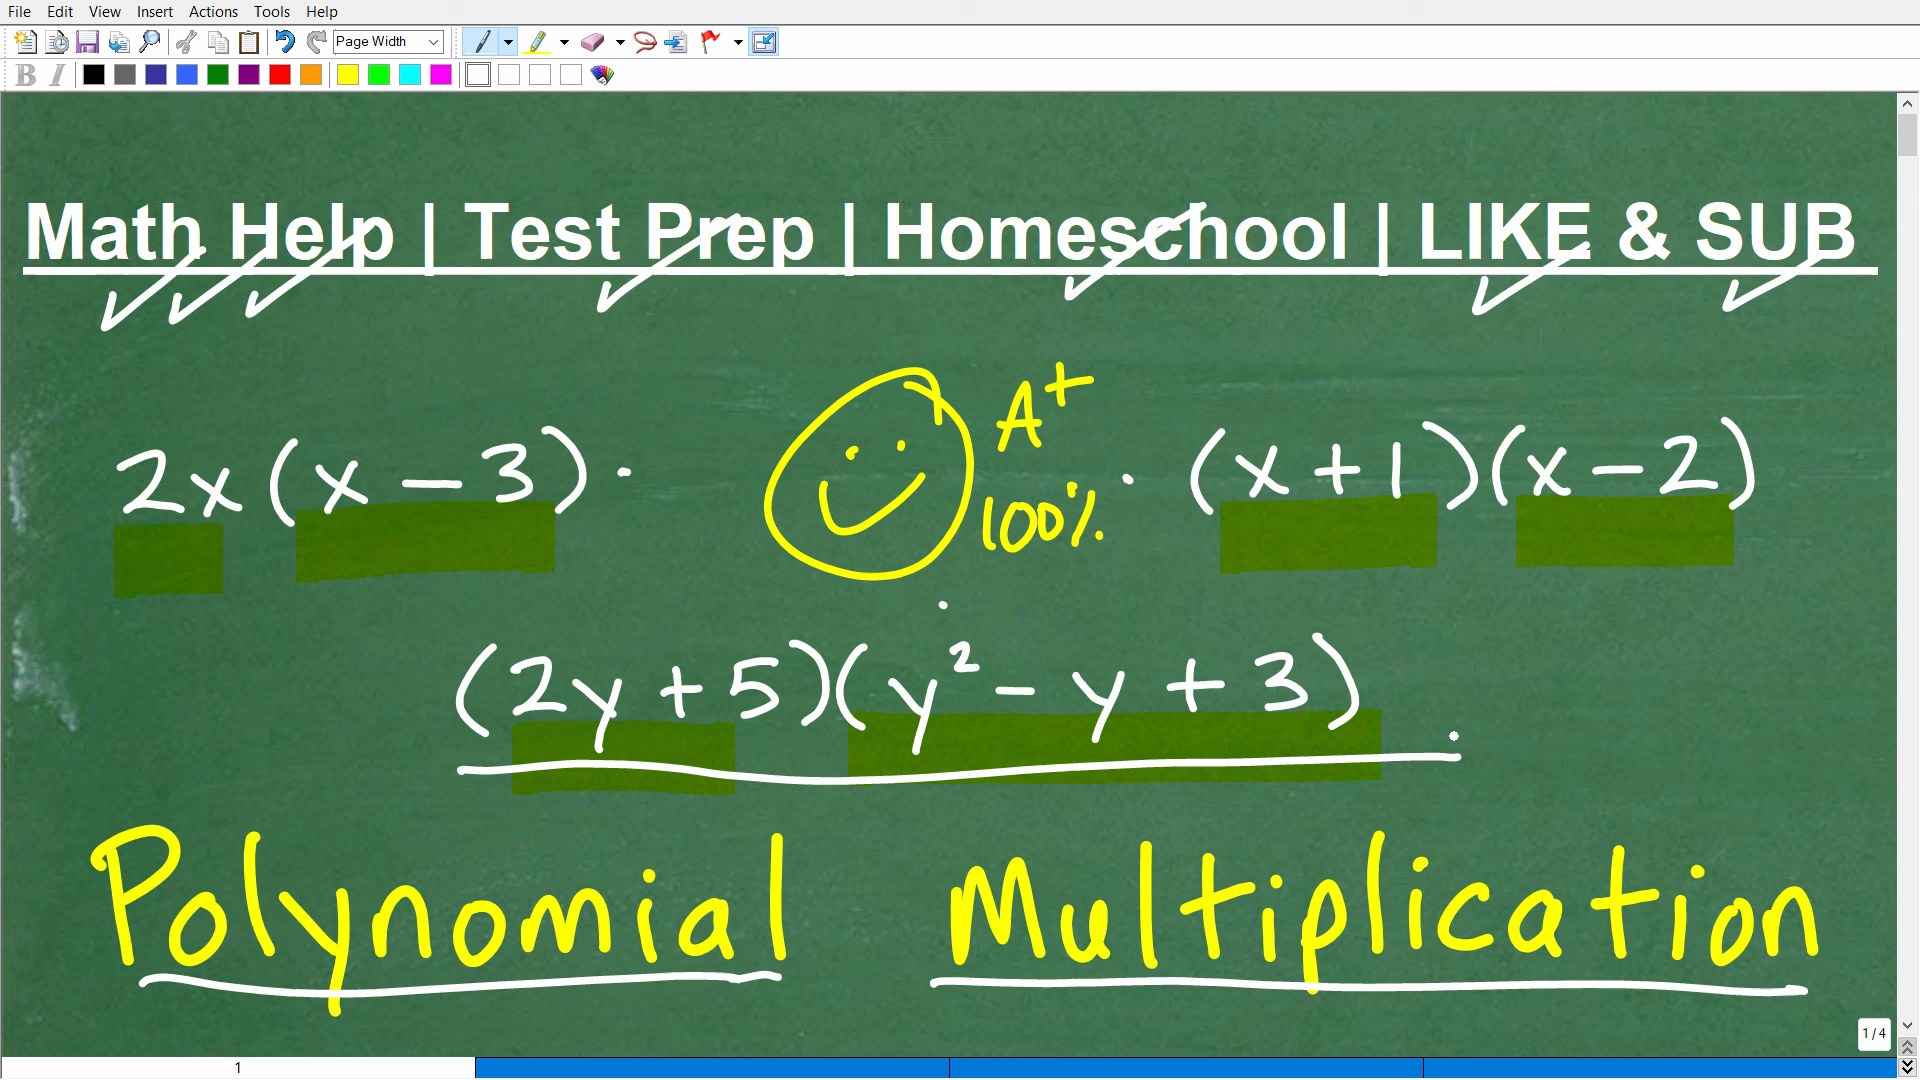 File Edit View Insert Actions Tools Help
Page Width
B I
Math Help | Test Prep | Homeschool | LIKE & SUB
2x(x-3)
A+
100%
(x+1)(x-2)
(2y+5)(y²-y+3)
Polynomial Multiplication
1/4
1